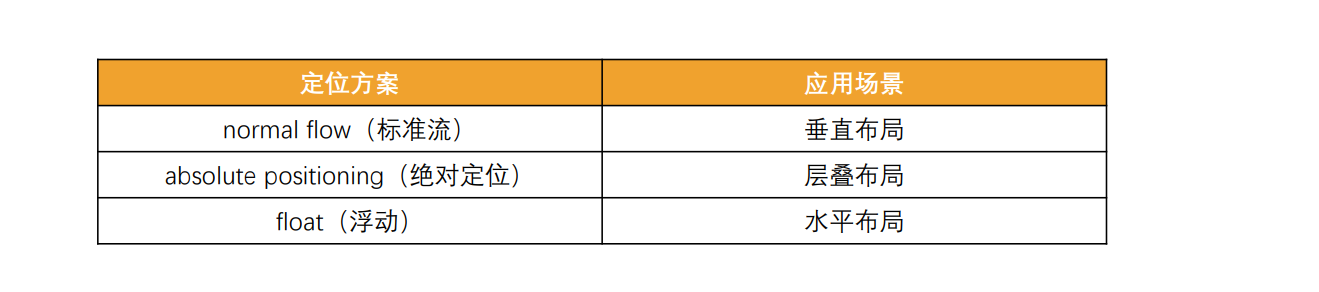 定位方案 应用场景
normal flow（标准流） 垂直布局
absolute positioning（绝对定位） 层叠布局
float（浮动） 水平布局